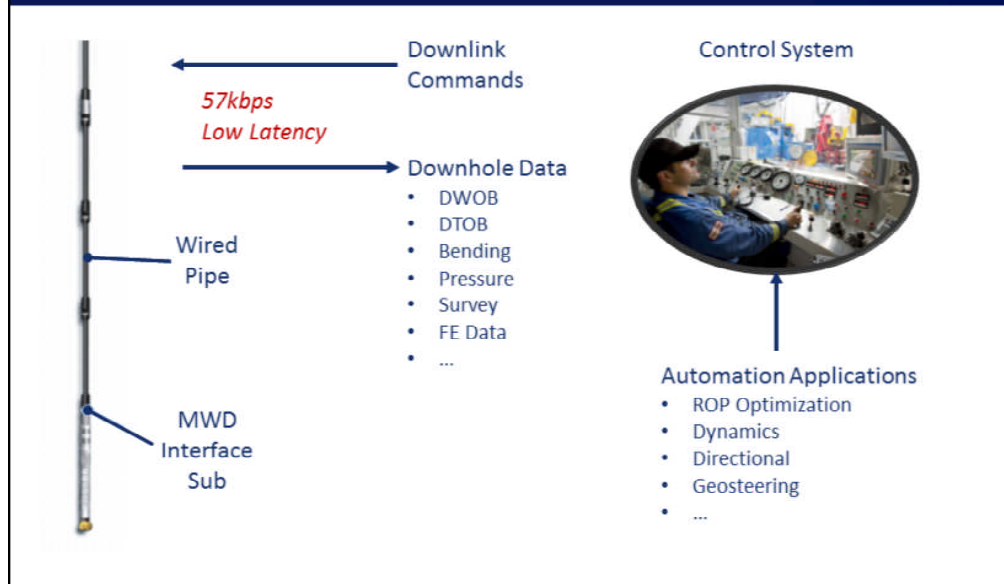 Downlink
Commands
Control System
57kbps
Low Latency
Downhole Data
• DWOB
• DTOB
• Bending
• Pressure
• Survey
• FE Data
• ...
Wired
Pipe
MWD
Interface
Sub
Automation Applications
• ROP Optimization
• Dynamics
• Directional
• Geosteering
• ...